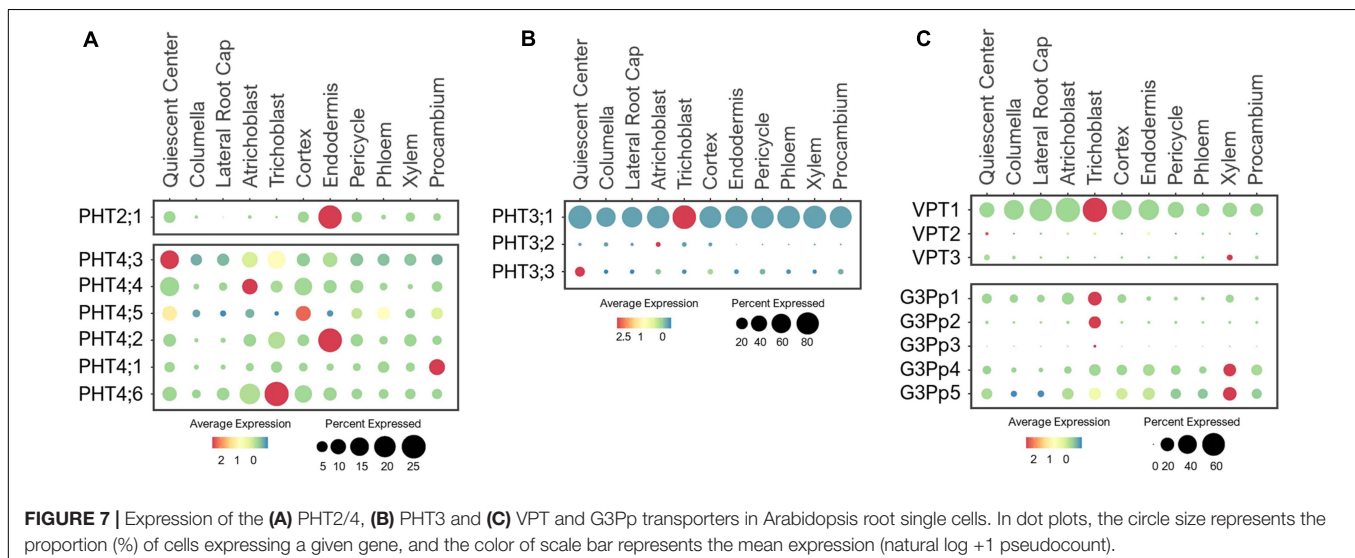 A
Quiescent Center
Columella
Lateral Root Cap
Atrichoblast
Trichoblast
Cortex
Endodermis
Pericycle
Phloem
Xylem
Procambium
PHT2;1
PHT4;3
PHT4;4
PHT4;5
PHT4;2
PHT4;1
PHT4;6
Average Expression
2 1 0
Percent Expressed
5 10 15 20 25
B
Quiescent Center
Columella
Lateral Root Cap
Atrichoblast
Trichoblast
Cortex
Endodermis
Pericycle
Phloem
Xylem
Procambium
PHT3;1
PHT3;2
PHT3;3
Average Expression
2.5 1 0
Percent Expressed
20 40 60 80
C
Quiescent Center
Columella
Lateral Root Cap
Atrichoblast
Trichoblast
Cortex
Endodermis
Pericycle
Phloem
Xylem
Procambium
VPT1
VPT2
VPT3
G3Pp1
G3Pp2
G3Pp3
G3Pp4
G3Pp5
Average Expression
2 1 0
Percent Expressed
0 20 40 60
FIGURE 7 | Expression of the (A) PHT2/4, (B) PHT3 and (C) VPT and G3Pp transporters in Arabidopsis root single cells. In dot plots, the circle size represents the
proportion (%) of cells expressing a given gene, and the color of scale bar represents the mean expression (natural log +1 pseudocount).